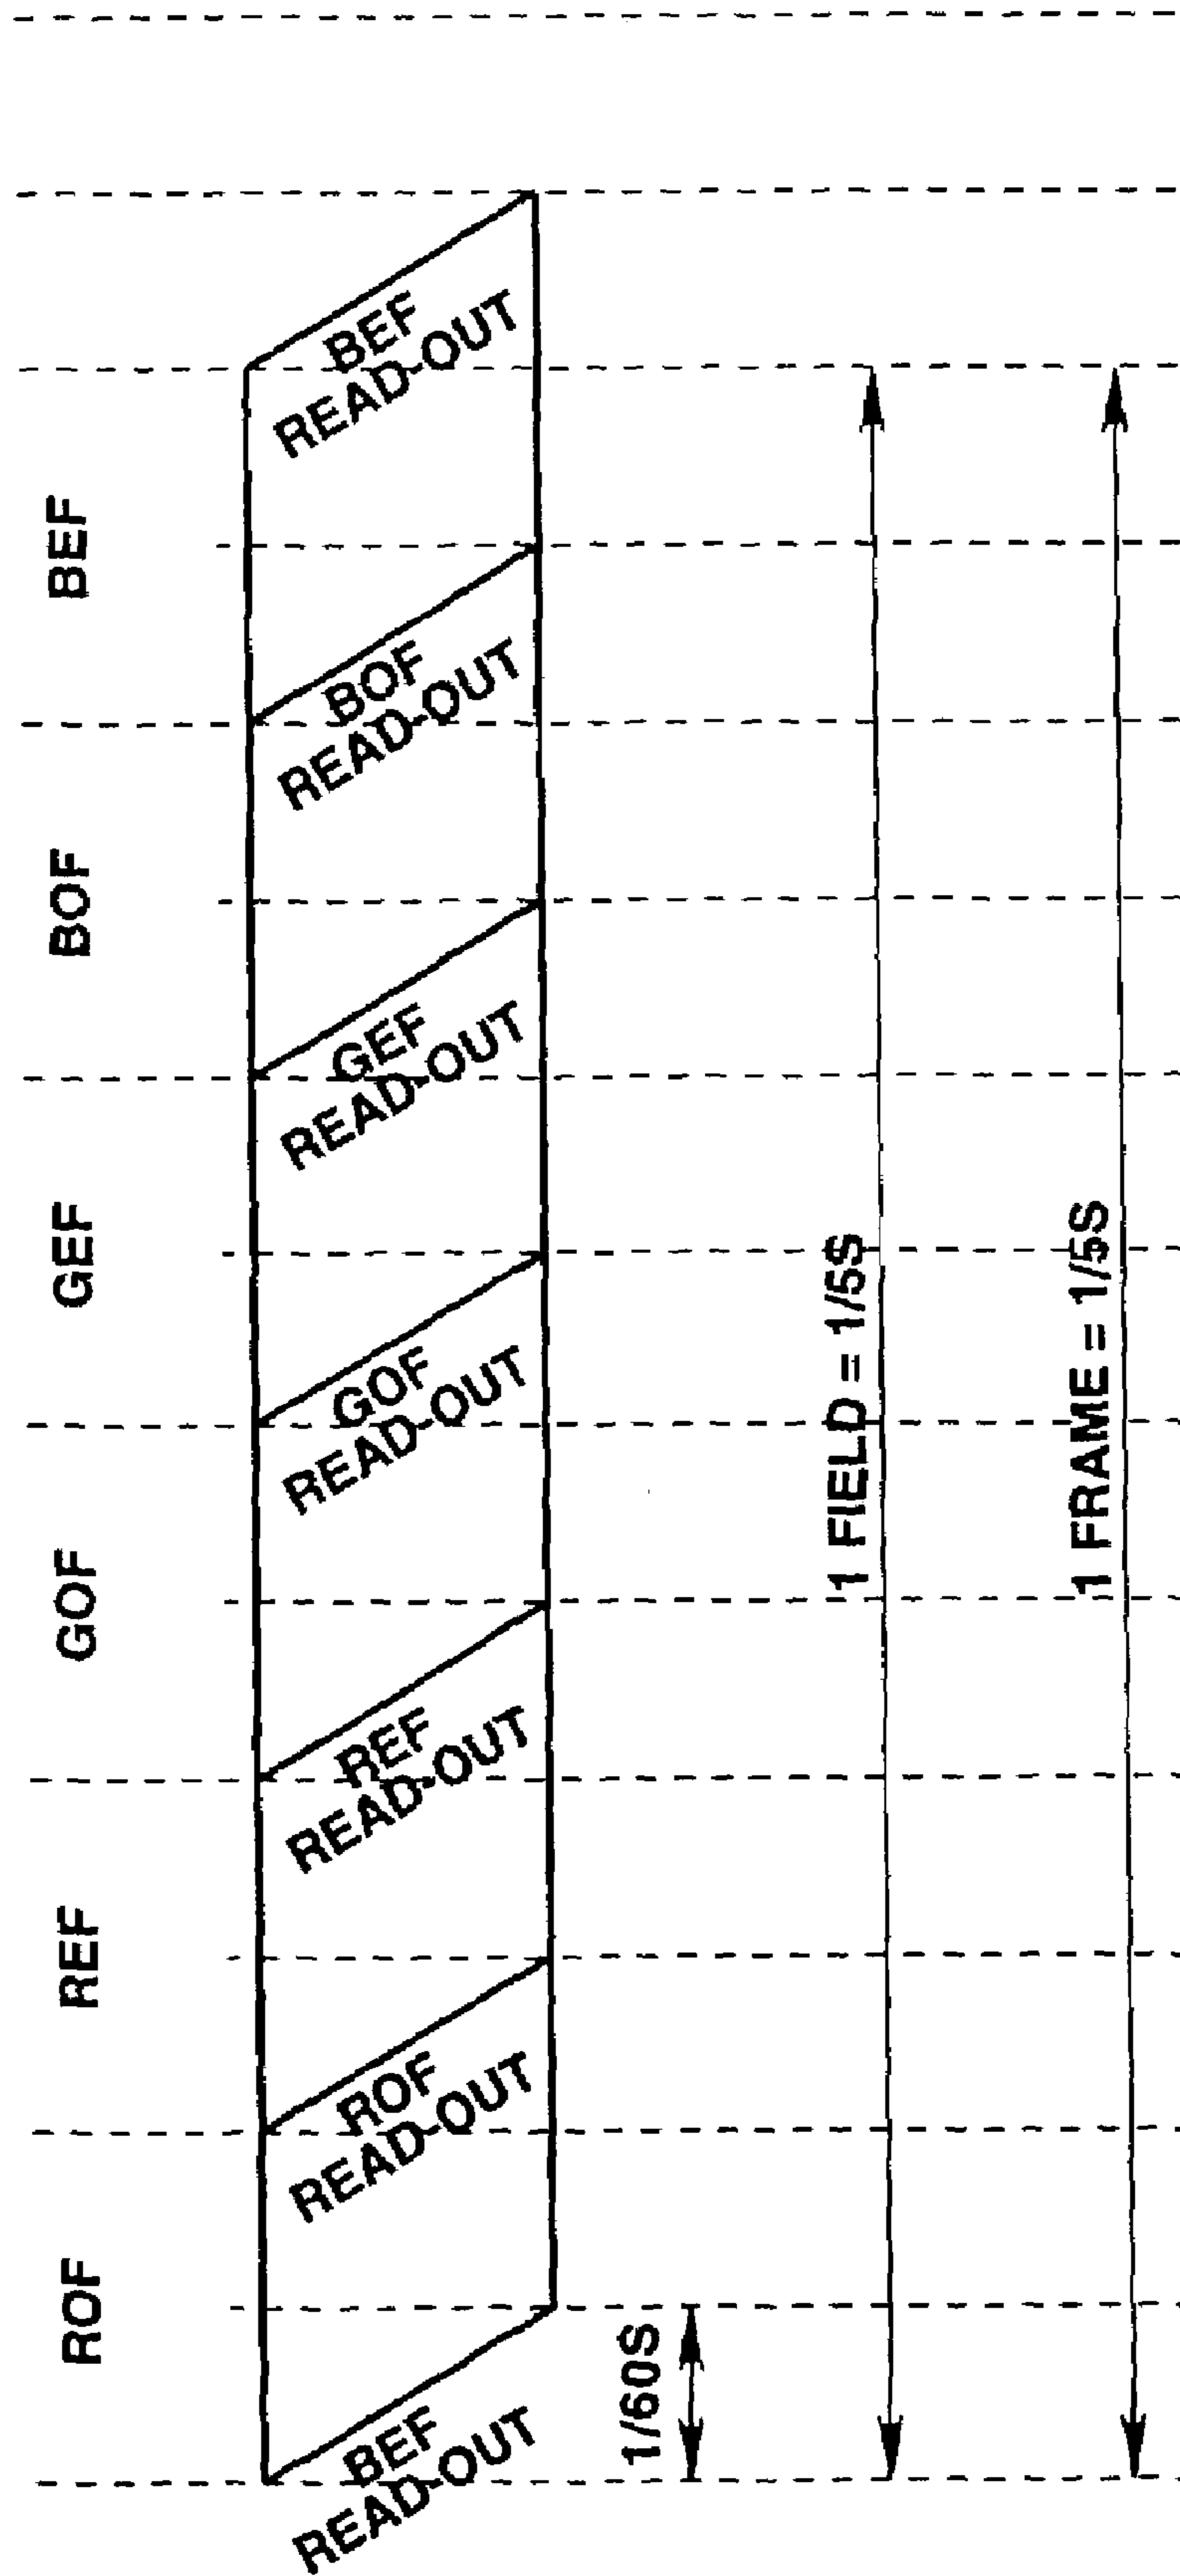 ROF
REF
GOF
GEF
BOF
BEF
BEF
READ-OUT
ROF
READ-OUT
REF
READ-OUT
GOF
READ-OUT
GEF
READ-OUT
BOF
READ-OUT
BEF
READ-OUT
1/60S
1 FIELD = 1/5S
1 FRAME = 1/5S